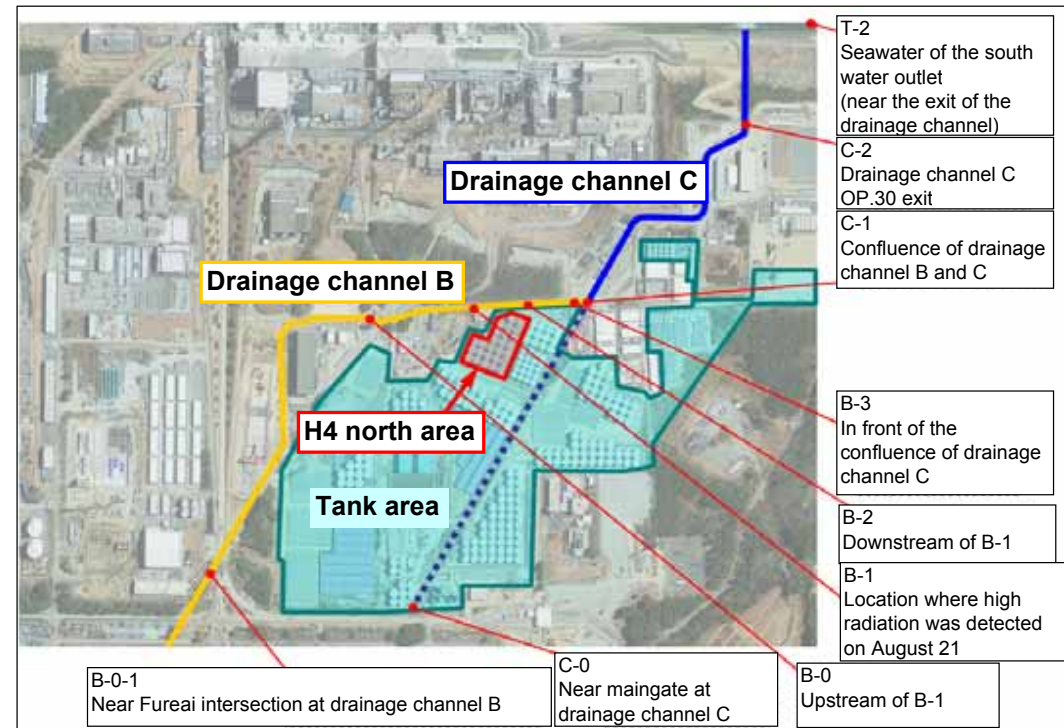 T-2
Seawater of the south
water outlet
(near the exit of the
drainage channel)
C-2
Drainage channel C
OP.30 exit
C-1
Confluence of drainage
channel B and C
Drainage channel C
Drainage channel B
H4 north area
Tank area
B-3
In front of the
confluence of drainage
channel C
B-2
Downstream of B-1
B-1
Location where high
radiation was detected
on August 21
B-0
Upstream of B-1
C-0
Near maingate at
drainage channel C
B-0-1
Near Fureai intersection at drainage channel B